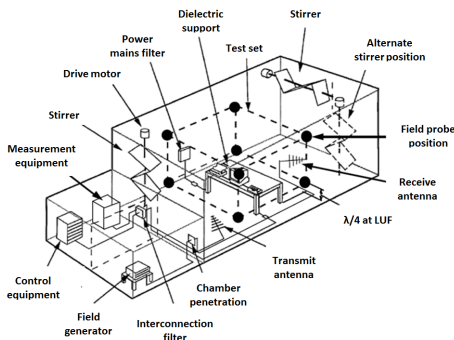 Dielectric
support
Stirrer
Power
mains filter
Test set
Alternate
stirrer position
Drive motor
Stirrer
Field probe
position
Measurement
equipment
Receive
antenna
λ/4 at LUF
Control
equipment
Transmit
antenna
Chamber
penetration
Field
generator
Interconnection
filter